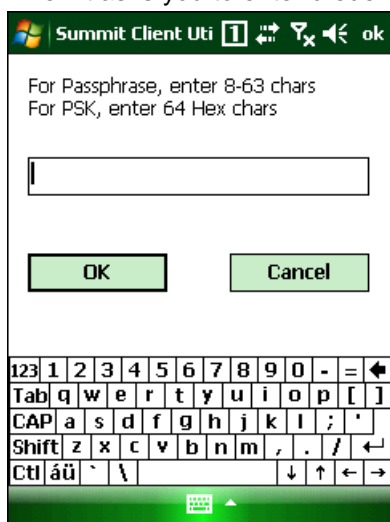 Summit Client Uti 1 ok
For Passphrase, enter 8-63 chars
For PSK, enter 64 Hex chars
OK Cancel
123 1 2 3 4 5 6 7 8 9 0 - = 
Tab q w e r t y u i o p [ ]
CAP a s d f g h j k l ; '
Shift z x c v b n m , . /
Ctl áü ` \